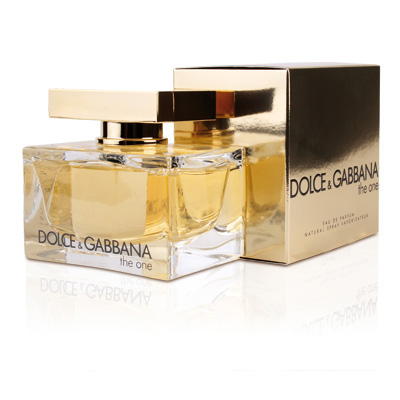 DOLCE & GABBANA
the one
DOLCE & GABBANA
the one
EAU DE PARFUM
NATURAL SPRAY VAPORISATEUR